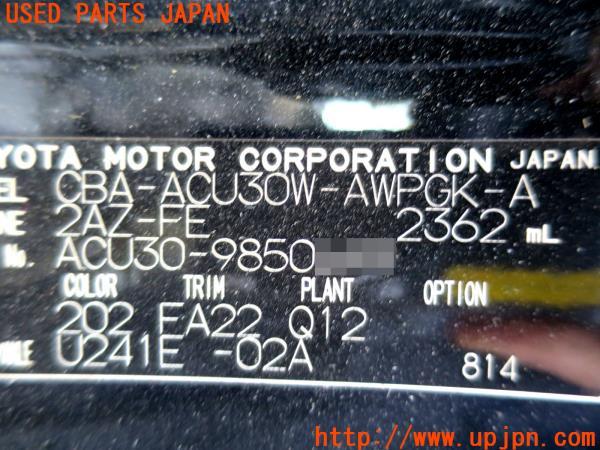 USED PARTS JAPAN
YOTA MOTOR CORPORATION JAPAN
EL CBA-ACU30W-AWPGK-A
NE 2AZ-FE 2362 mL
No. ACU30-9850
COLOR TRIM PLANT OPTION
202 FA22 Q12
U241E -02A 814
http://www.upjpn.com